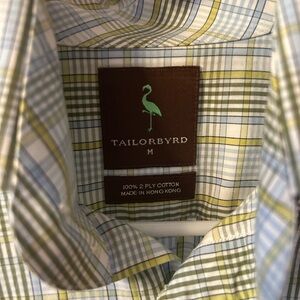 TAILORBYRD
M
100% 2 PLY COTTON
MADE IN HONG KONG